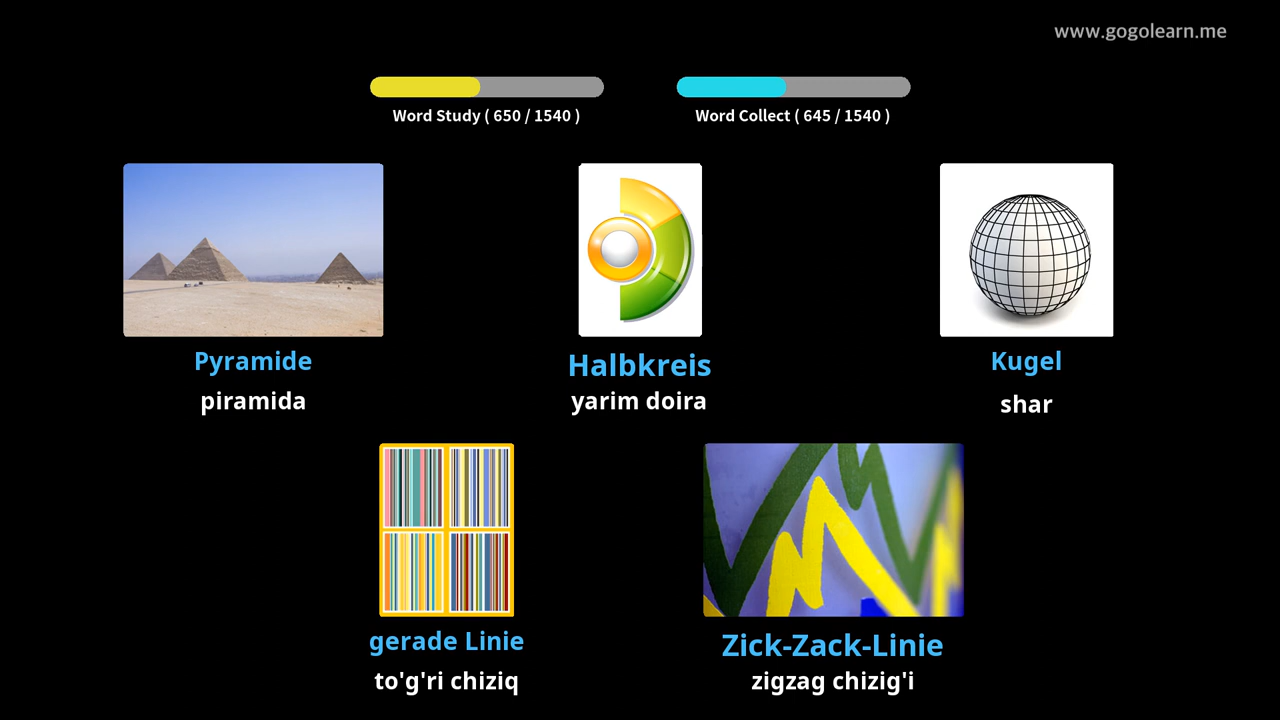 www.gogolearn.me
Word Study ( 650 / 1540 )
Word Collect ( 645 / 1540 )
Pyramide
piramida
Halbkreis
yarim doira
Kugel
shar
gerade Linie
to'g'ri chiziq
Zick-Zack-Linie
zigzag chizig'i